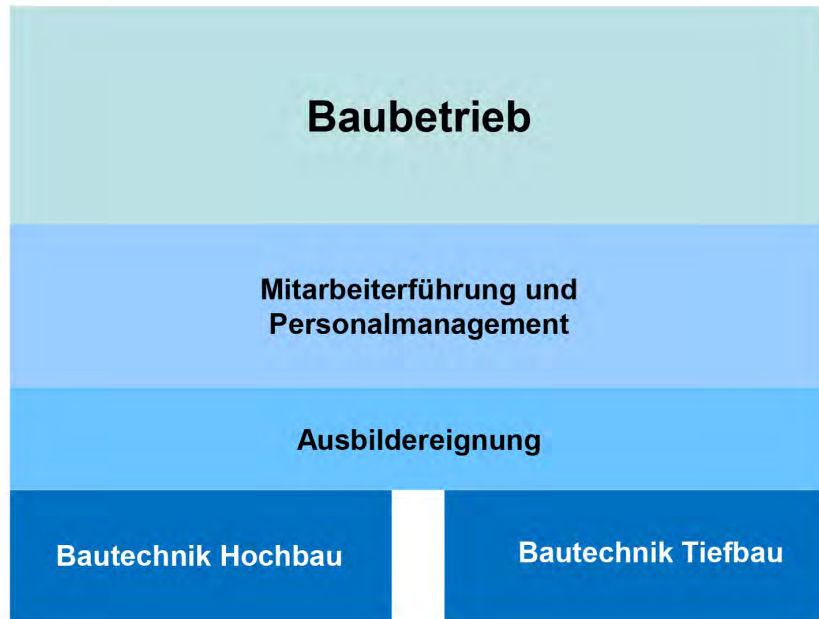 Baubetrieb
Mitarbeiterführung und
Personalmanagement
Ausbildereignung
Bautechnik Hochbau
Bautechnik Tiefbau